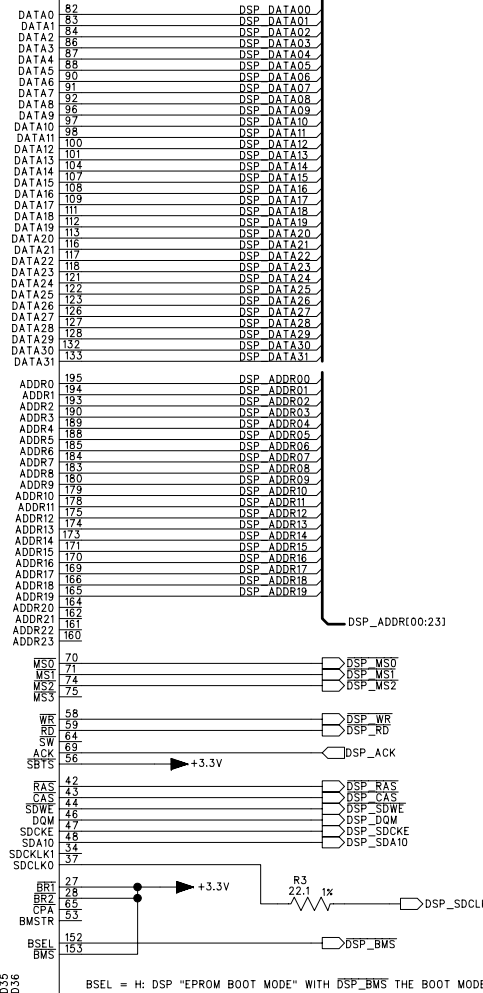 DATA0 82 DSP_DATA00
DATA1 83 DSP_DATA01
DATA2 84 DSP_DATA02
DATA3 86 DSP_DATA03
DATA4 87 DSP_DATA04
DATA5 88 DSP_DATA05
DATA6 90 DSP_DATA06
DATA7 91 DSP_DATA07
DATA8 92 DSP_DATA08
DATA9 96 DSP_DATA09
DATA10 97 DSP_DATA10
DATA11 98 DSP_DATA11
DATA12 100 DSP_DATA12
DATA13 101 DSP_DATA13
DATA14 104 DSP_DATA14
DATA15 107 DSP_DATA15
DATA16 108 DSP_DATA16
DATA17 109 DSP_DATA17
DATA18 111 DSP_DATA18
DATA19 112 DSP_DATA19
DATA20 113 DSP_DATA20
DATA21 116 DSP_DATA21
DATA22 117 DSP_DATA22
DATA23 118 DSP_DATA23
DATA24 121 DSP_DATA24
DATA25 122 DSP_DATA25
DATA26 123 DSP_DATA26
DATA27 126 DSP_DATA27
DATA28 127 DSP_DATA28
DATA29 128 DSP_DATA29
DATA30 132 DSP_DATA30
DATA31 133 DSP_DATA31
ADDR0 195 DSP_ADDR00
ADDR1 194 DSP_ADDR01
ADDR2 193 DSP_ADDR02
ADDR3 190 DSP_ADDR03
ADDR4 189 DSP_ADDR04
ADDR5 188 DSP_ADDR05
ADDR6 185 DSP_ADDR06
ADDR7 184 DSP_ADDR07
ADDR8 183 DSP_ADDR08
ADDR9 180 DSP_ADDR09
ADDR10 179 DSP_ADDR10
ADDR11 178 DSP_ADDR11
ADDR12 175 DSP_ADDR12
ADDR13 174 DSP_ADDR13
ADDR14 173 DSP_ADDR14
ADDR15 171 DSP_ADDR15
ADDR16 170 DSP_ADDR16
ADDR17 169 DSP_ADDR17
ADDR18 166 DSP_ADDR18
ADDR19 165 DSP_ADDR19
ADDR20 164
ADDR21 162
ADDR22 161
ADDR23 160
DSP_ADDR[00:23]
MS0 70 DSP_MS0
MS1 71 DSP_MS1
MS2 74 DSP_MS2
MS3 75
WR 58 DSP_WR
RD 59 DSP_RD
SW 64
ACK 69 DSP_ACK
SBTS 56 +3.3V
RAS 42 DSP_RAS
CAS 43 DSP_CAS
SDWE 44 DSP_SDWE
DQM 46 DSP_DQM
SDCKE 47 DSP_SDCKE
SDA10 48 DSP_SDA10
SDCLK1 34
SDCLK0 37
BR1 27 +3.3V
BR2 28
CPA 65
BMSTR 53
R3
22.1 1%
DSP_SDCL
BSEL 152 DSP_BMS
BMS 153
D35
D36
BSEL = H: DSP "EPROM BOOT MODE" WITH DSP_BMS THE BOOT MODE